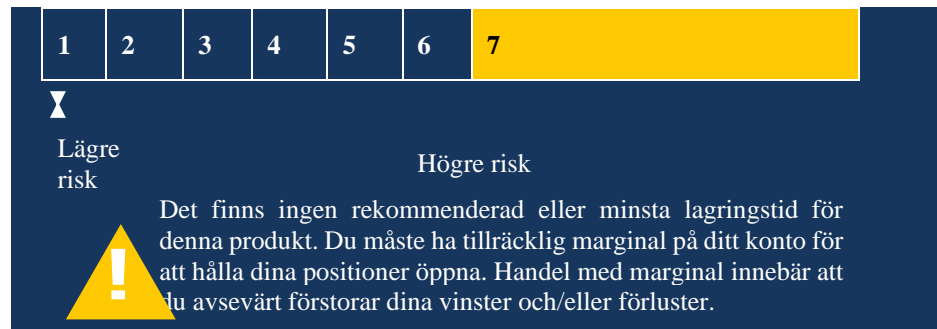 1 2 3 4 5 6 7
Lägre
risk
Högre risk
Det finns ingen rekommenderad eller minsta lagringstid för
denna produkt. Du måste ha tillräcklig marginal på ditt konto för
att hålla dina positioner öppna. Handel med marginal innebär att
du avsevärt förstorar dina vinster och/eller förluster.
!